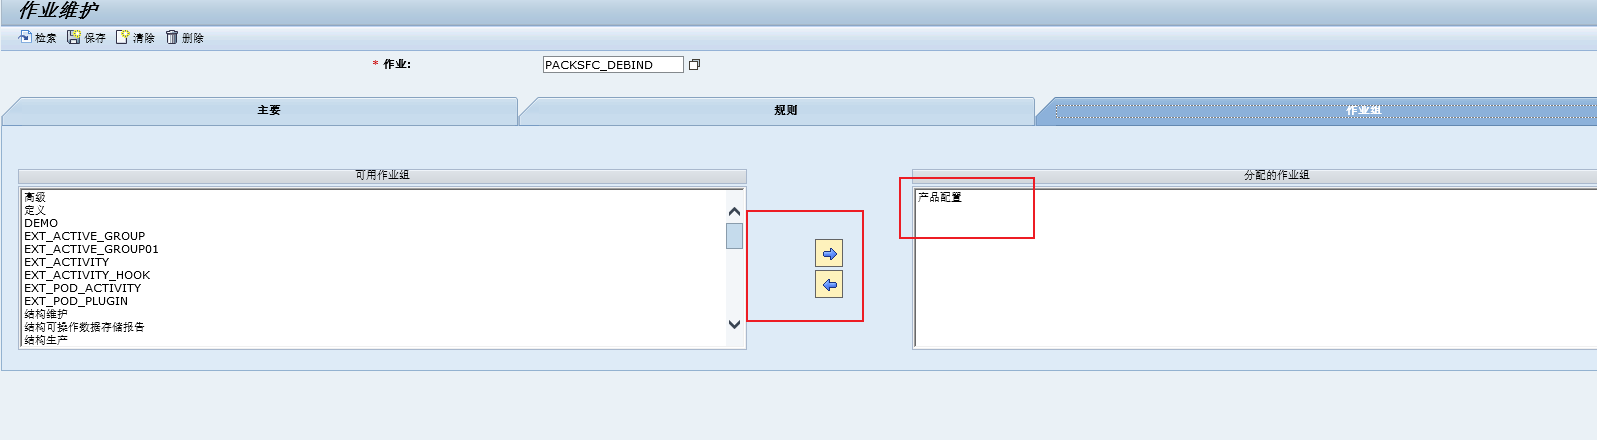 作业维护
检索 保存 清除 删除
* 作业: PACKSFC_DEBIND
主要 规则 作业组
可用作业组
高级
定义
DEMO
EXT_ACTIVE_GROUP
EXT_ACTIVE_GROUP01
EXT_ACTIVITY
EXT_ACTIVITY_HOOK
EXT_POD_ACTIVITY
EXT_POD_PLUGIN
结构维护
结构可操作数据存储报告
结构生产
分配的作业组
产品配置